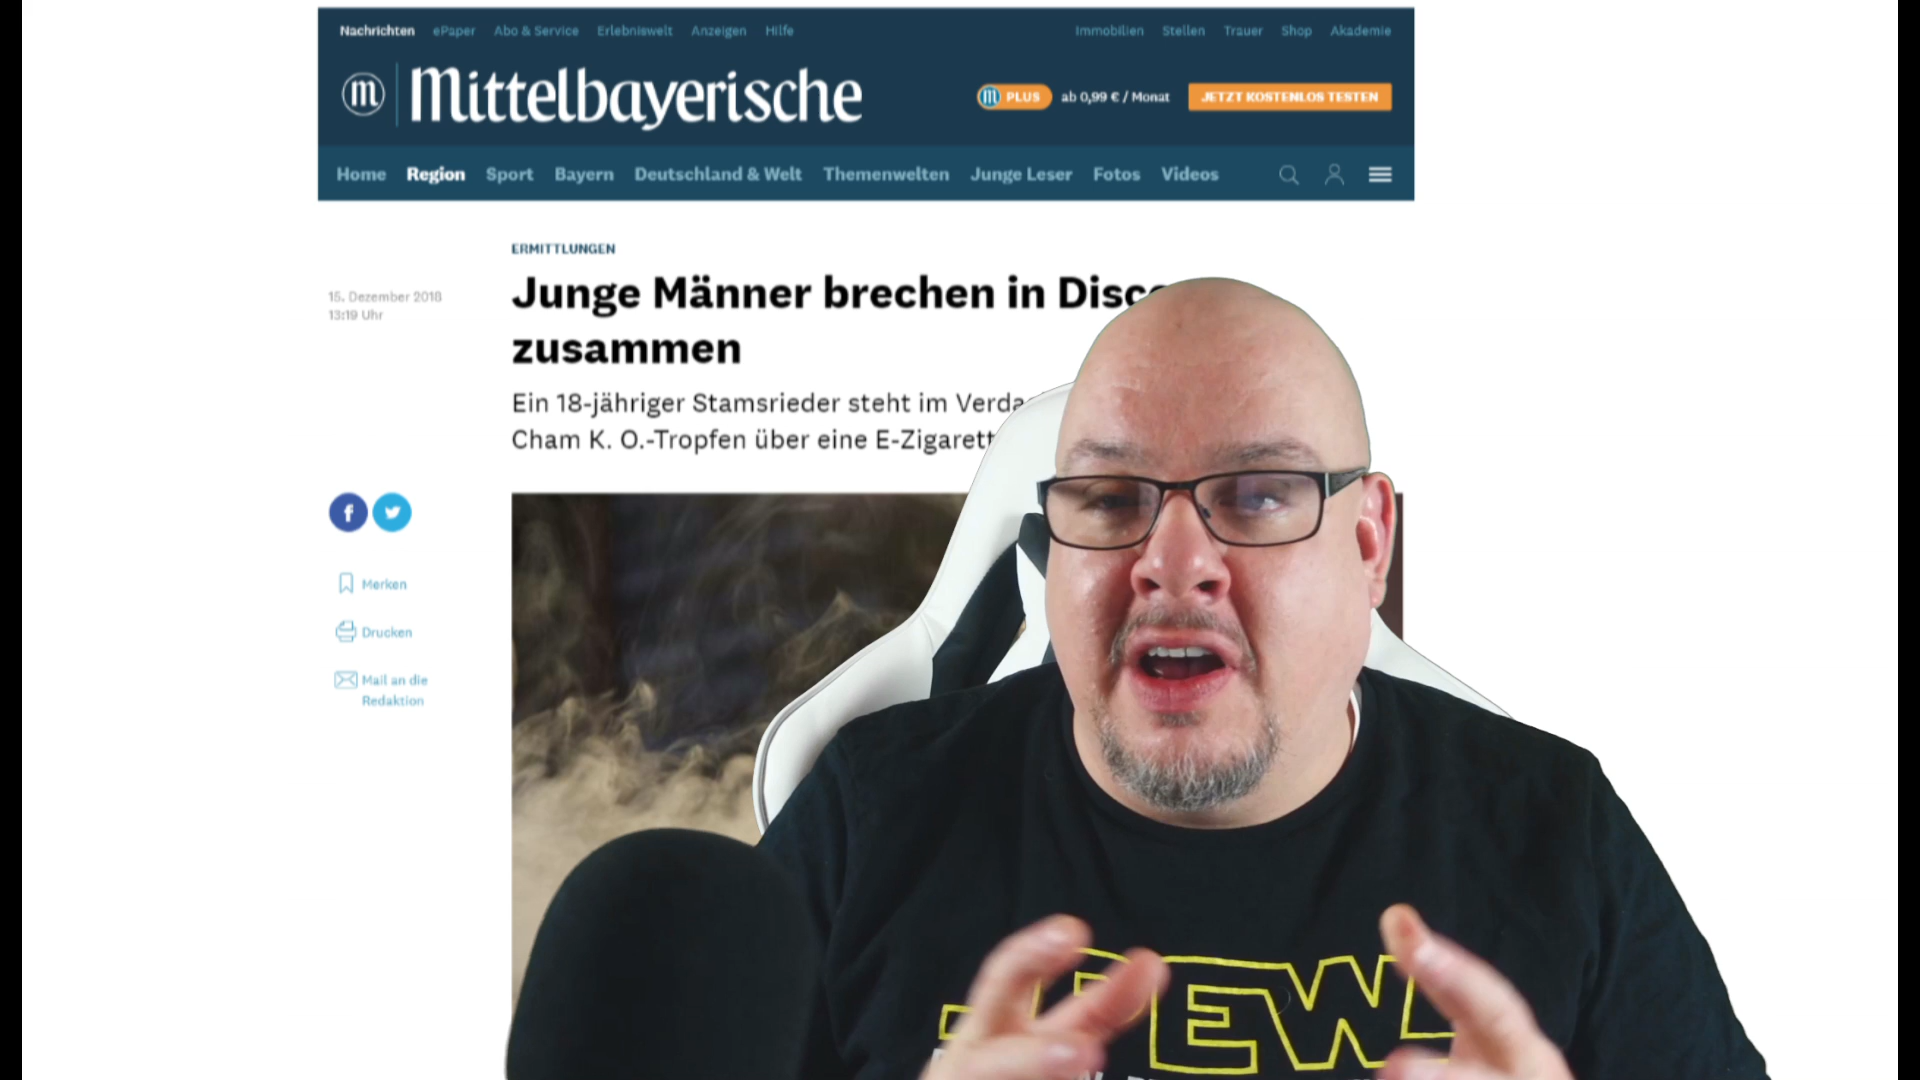 Nachrichten ePaper Abo & Service Erlebniswelt Anzeigen Hilfe Immobilien Stellen Trauer Shop Akademie
m Mittelbayerische m PLUS ab 0,99 € / Monat JETZT KOSTENLOS TESTEN
Home Region Sport Bayern Deutschland & Welt Themenwelten Junge Leser Fotos Videos
ERMITTLUNGEN
15. Dezember 2018
13:19 Uhr
Junge Männer brechen in Disco
zusammen
Ein 18-jähriger Stamsrieder steht im
Cham K. O.-Tropfen über eine
Merken
Drucken
Mail an die
Redaktion